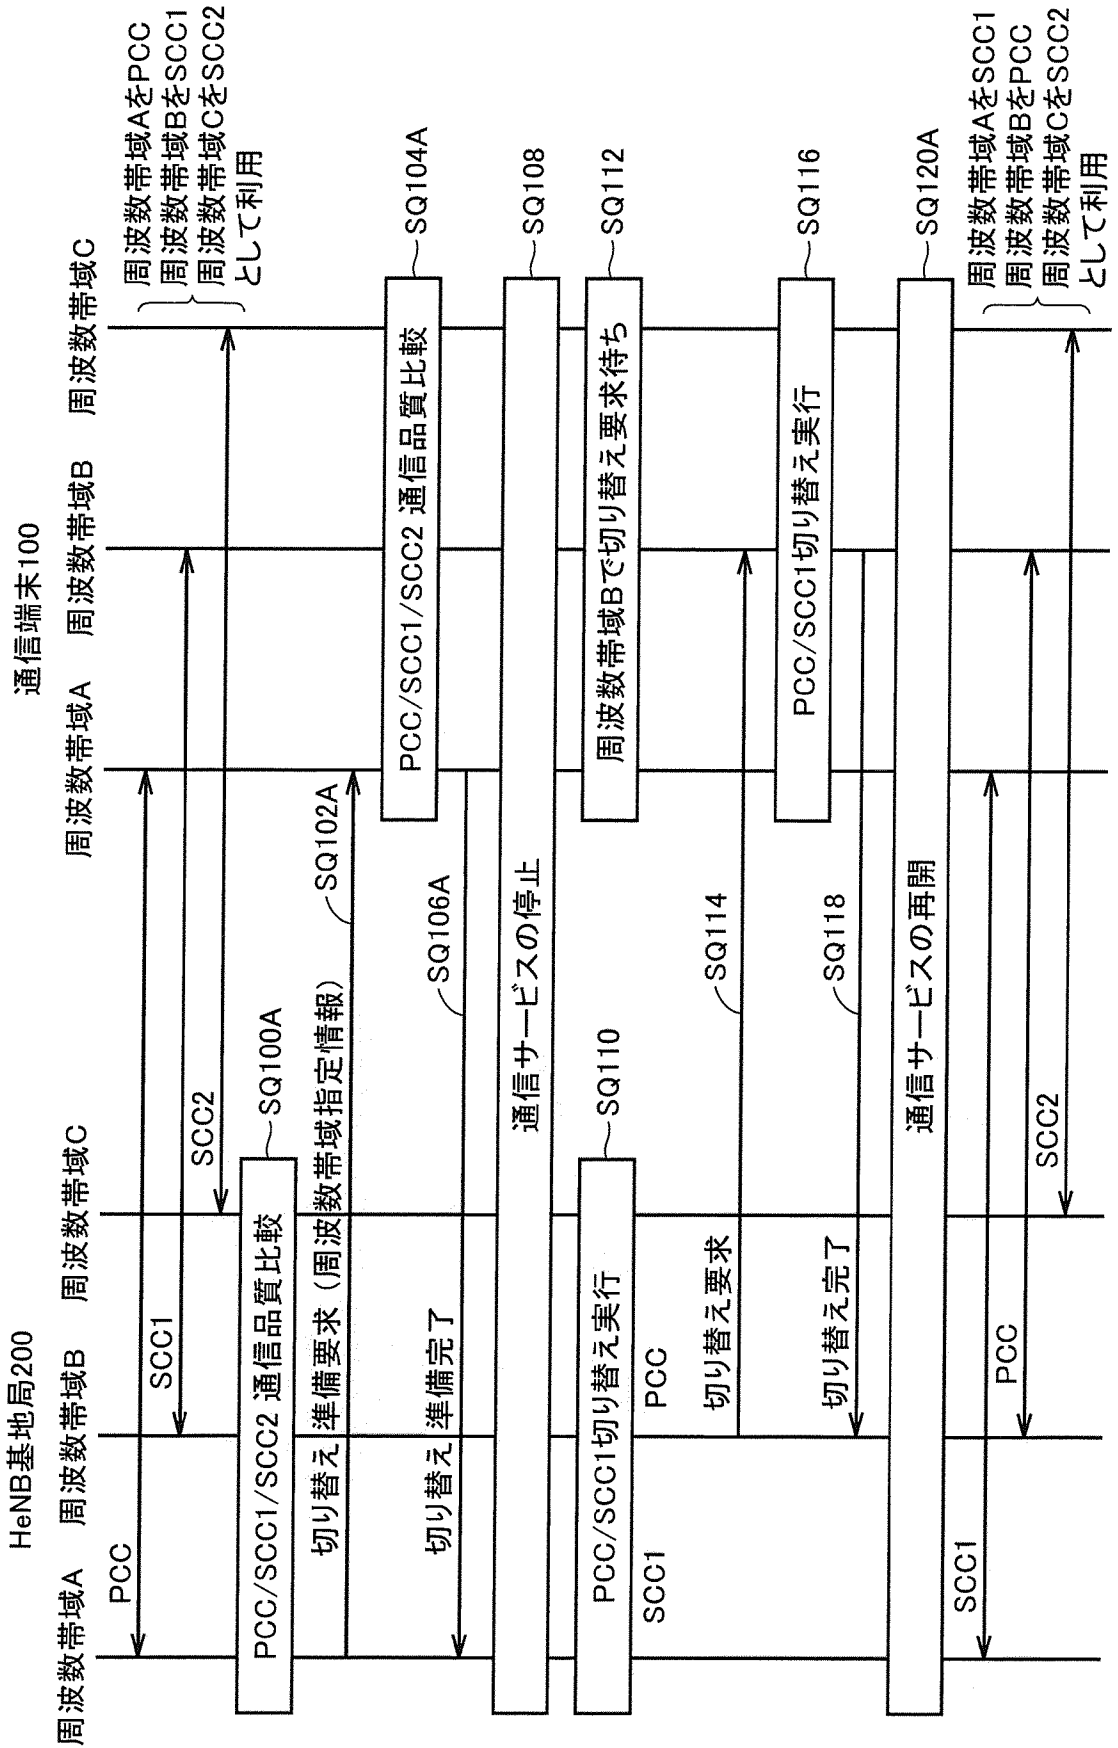 HeNB基地局200
通信端末100
周波数帯域A
周波数帯域B
周波数帯域C
周波数帯域A
周波数帯域B
周波数帯域C
PCC
SCC1
SCC2
周波数帯域AをPCC
周波数帯域BをSCC1
周波数帯域CをSCC2
として利用
PCC/SCC1/SCC2 通信品質比較
SQ100A
切り替え 準備要求 (周波数帯域指定情報)
SQ102A
PCC/SCC1/SCC2 通信品質比較
SQ104A
切り替え 準備完了
SQ106A
通信サービスの停止
SQ108
PCC/SCC1切り替え実行
SQ110
周波数帯域Bで切り替え要求待ち
SQ112
SCC1
PCC
切り替え要求
SQ114
PCC/SCC1切り替え実行
SQ116
切り替え完了
SQ118
通信サービスの再開
SQ120A
SCC1
PCC
SCC2
周波数帯域AをSCC1
周波数帯域BをPCC
周波数帯域CをSCC2
として利用